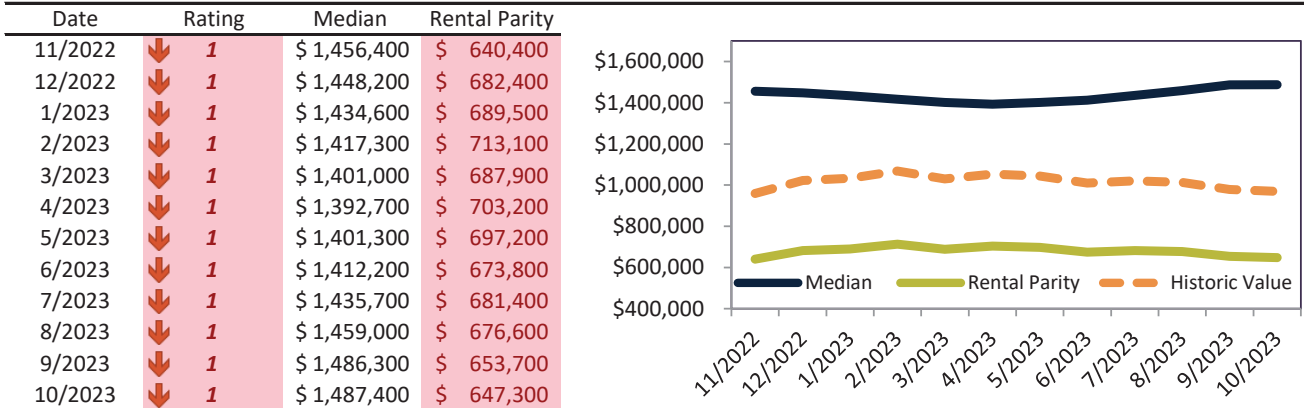 Date Rating Median Rental Parity
11/2022 1 $ 1,456,400 $ 640,400
12/2022 1 $ 1,448,200 $ 682,400
1/2023 1 $ 1,434,600 $ 689,500
2/2023 1 $ 1,417,300 $ 713,100
3/2023 1 $ 1,401,000 $ 687,900
4/2023 1 $ 1,392,700 $ 703,200
5/2023 1 $ 1,401,300 $ 697,200
6/2023 1 $ 1,412,200 $ 673,800
7/2023 1 $ 1,435,700 $ 681,400
8/2023 1 $ 1,459,000 $ 676,600
9/2023 1 $ 1,486,300 $ 653,700
10/2023 1 $ 1,487,400 $ 647,300
$1,600,000
$1,400,000
$1,200,000
$1,000,000
$800,000
$600,000
$400,000
Median Rental Parity Historic Value
11/2022 12/2022 1/2023 2/2023 3/2023 4/2023 5/2023 6/2023 7/2023 8/2023 9/2023 10/2023